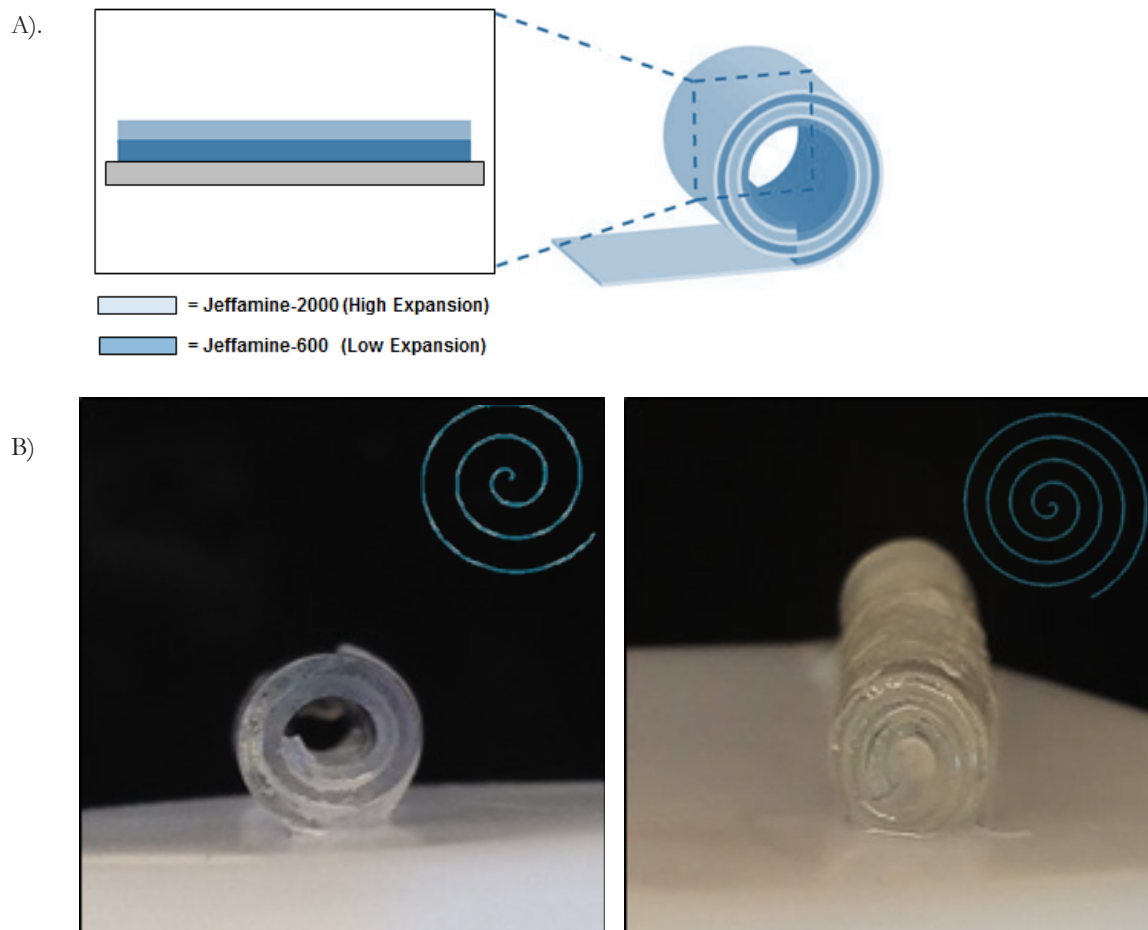 A).
= Jeffamine-2000 (High Expansion)
= Jeffamine-600 (Low Expansion)
B)